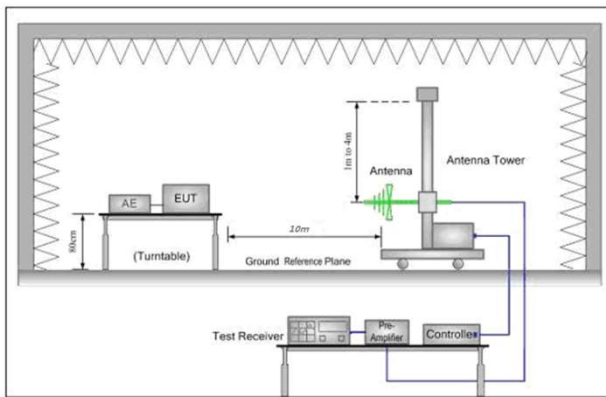 1m to 4m
Antenna
Antenna Tower
AE
EUT
80cm
(Turntable)
10m
Ground Reference Plane
Test Receiver
Pre-
Amplifier
Controller